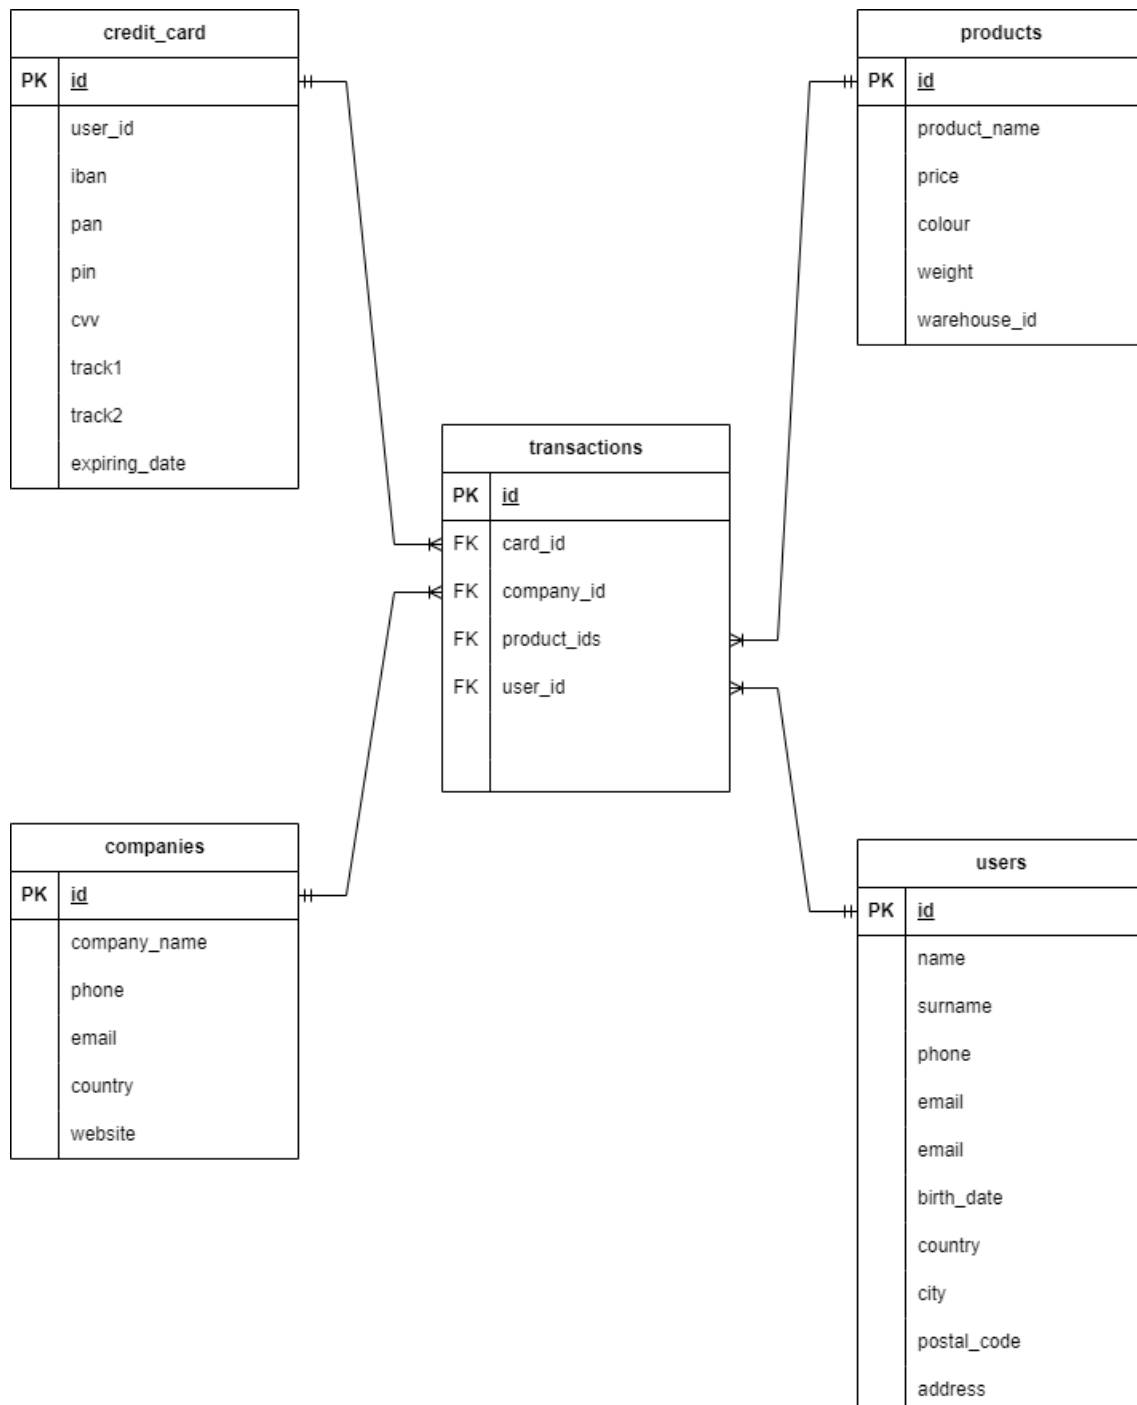 credit_card
PK id
user_id
iban
pan
pin
cvv
track1
track2
expiring_date
products
PK id
product_name
price
colour
weight
warehouse_id
transactions
PK id
FK card_id
FK company_id
FK product_ids
FK user_id
companies
PK id
company_name
phone
email
country
website
users
PK id
name
surname
phone
email
email
birth_date
country
city
postal_code
address